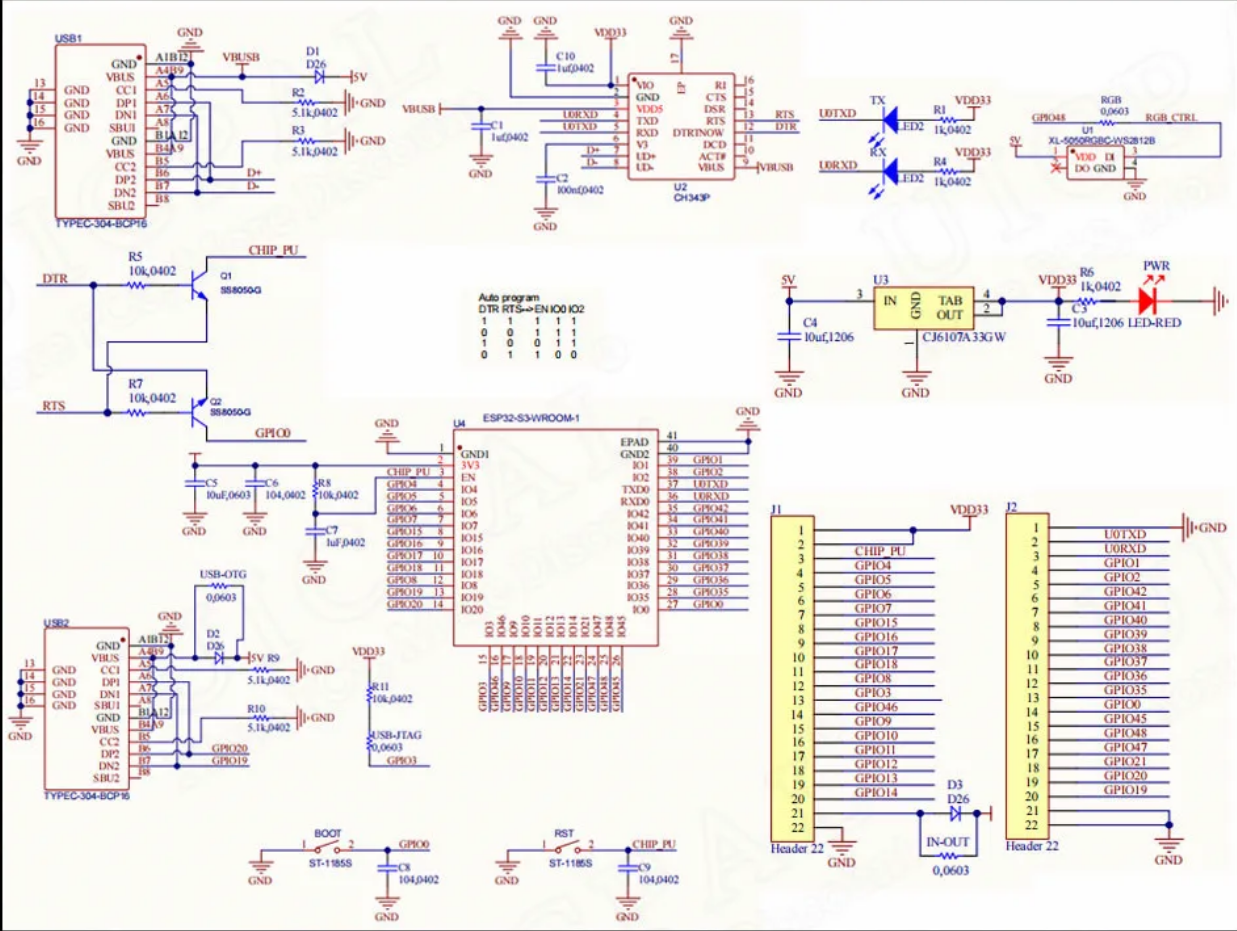 USB1
GND
VBUS
CC1
DP1
DN1
SBU1
GND
VBUS
CC2
DP2
DN2
SBU2
A1B12
A4B9
A5
A6
A7
A8
B1A12
B4A9
B5
B6
B7
B8
13 GND
14 GND
15 GND
16 GND
GND
GND
VBUSB
D1
D26
5V
R2
5.1k,0402
GND
R3
5.1k,0402
GND
D+
D-
TYPEC-304-BCP16
GND
GND
VDD33
GND
C10
1uf,0402
VBUSB
C1
1uf,0402
GND
U0RXD
U0TXD
D+
D-
C2
100nf,0402
GND
17
EP
1 VIO
2 GND
3 VDD5
4 TXD
5 RXD
6 V3
7 UD+
8 UD-
RI 16
CTS 15
DSR 14
RTS 13 RTS
DTRTNOW 12 DTR
DCD 11
ACT# 10
VBUS 9 VBUSB
U2
CH343P
U0TXD
TX
LED2
R1
1k,0402
VDD33
U0RXD
RX
LED2
R4
1k,0402
VDD33
GPIO48
RGB
0,0603
RGB_CTRL
U1
XL-5050RGBC-WS2812B
5V
1 VDD DI 3
DO GND 4
GND
DTR
R5
10k,0402
CHIP_PU
Q1
SS8050-G
RTS
R7
10k,0402
Q2
SS8050-G
GPIO0
Auto program
DTR RTS-->EN IO0 IO2
1 1 1 1 1
0 0 1 1 1
1 0 0 1 1
0 1 1 0 0
5V
C4
10uf,1206
GND
U3
3 IN GND TAB 4
OUT 2
1
CJ6107A33GW
GND
VDD33
C3
10uf,1206
GND
R6
1k,0402
PWR
LED-RED
GND
C5
10uF,0603
GND
C6
104,0402
GND
R8
10k,0402
C7
1uF,0402
GND
U4
ESP32-S3-WROOM-1
GND
1 GND1
2 3V3
CHIP_PU 3 EN
GPIO4 4 IO4
GPIO5 5 IO5
GPIO6 6 IO6
GPIO7 7 IO7
GPIO15 8 IO15
GPIO16 9 IO16
GPIO17 10 IO17
GPIO18 11 IO18
GPIO8 12 IO8
GPIO19 13 IO19
GPIO20 14 IO20
GND
EPAD 41
GND2 40
IO1 39 GPIO1
IO2 38 GPIO2
TXD0 37 U0TXD
RXD0 36 U0RXD
IO42 35 GPIO42
IO41 34 GPIO41
IO40 33 GPIO40
IO39 32 GPIO39
IO38 31 GPIO38
IO37 30 GPIO37
IO36 29 GPIO36
IO35 28 GPIO35
IO0 27 GPIO0
IO3 15 GPIO3
IO46 16 GPIO46
IO9 17 GPIO9
IO10 18 GPIO10
IO11 19 GPIO11
IO12 20 GPIO12
IO13 21 GPIO13
IO14 22 GPIO14
IO21 23 GPIO21
IO47 24 GPIO47
IO48 25 GPIO48
IO45 26 GPIO45
USB-OTG
0,0603
D2
D26
5V
USB2
GND
VBUS
CC1
DP1
DN1
SBU1
GND
VBUS
CC2
DP2
DN2
SBU2
A1B12
A4B9
A5
A6
A7
A8
B1A12
B4A9
B5
B6
B7
B8
13 GND
14 GND
15 GND
16 GND
GND
GND
R9
5.1k,0402
GND
R10
5.1k,0402
GND
GPIO20
GPIO19
TYPEC-304-BCP16
VDD33
R11
10k,0402
USB-JTAG
0,0603
GPIO3
BOOT
1 2
ST-1185S
GND
GPIO0
C8
104,0402
GND
RST
1 2
ST-1185S
GND
CHIP_PU
C9
104,0402
GND
J1
VDD33
1
2
3 CHIP_PU
4 GPIO4
5 GPIO5
6 GPIO6
7 GPIO7
8 GPIO15
9 GPIO16
10 GPIO17
11 GPIO18
12 GPIO8
13 GPIO3
14 GPIO46
15 GPIO9
16 GPIO10
17 GPIO11
18 GPIO12
19 GPIO13
20 GPIO14
21
22
Header 22
GND
D3
D26
IN-OUT
0,0603
J2
1 GND
2 U0TXD
3 U0RXD
4 GPIO1
5 GPIO2
6 GPIO42
7 GPIO41
8 GPIO40
9 GPIO39
10 GPIO38
11 GPIO37
12 GPIO36
13 GPIO35
14 GPIO0
15 GPIO45
16 GPIO48
17 GPIO47
18 GPIO21
19 GPIO20
20 GPIO19
21
22
Header 22
GND